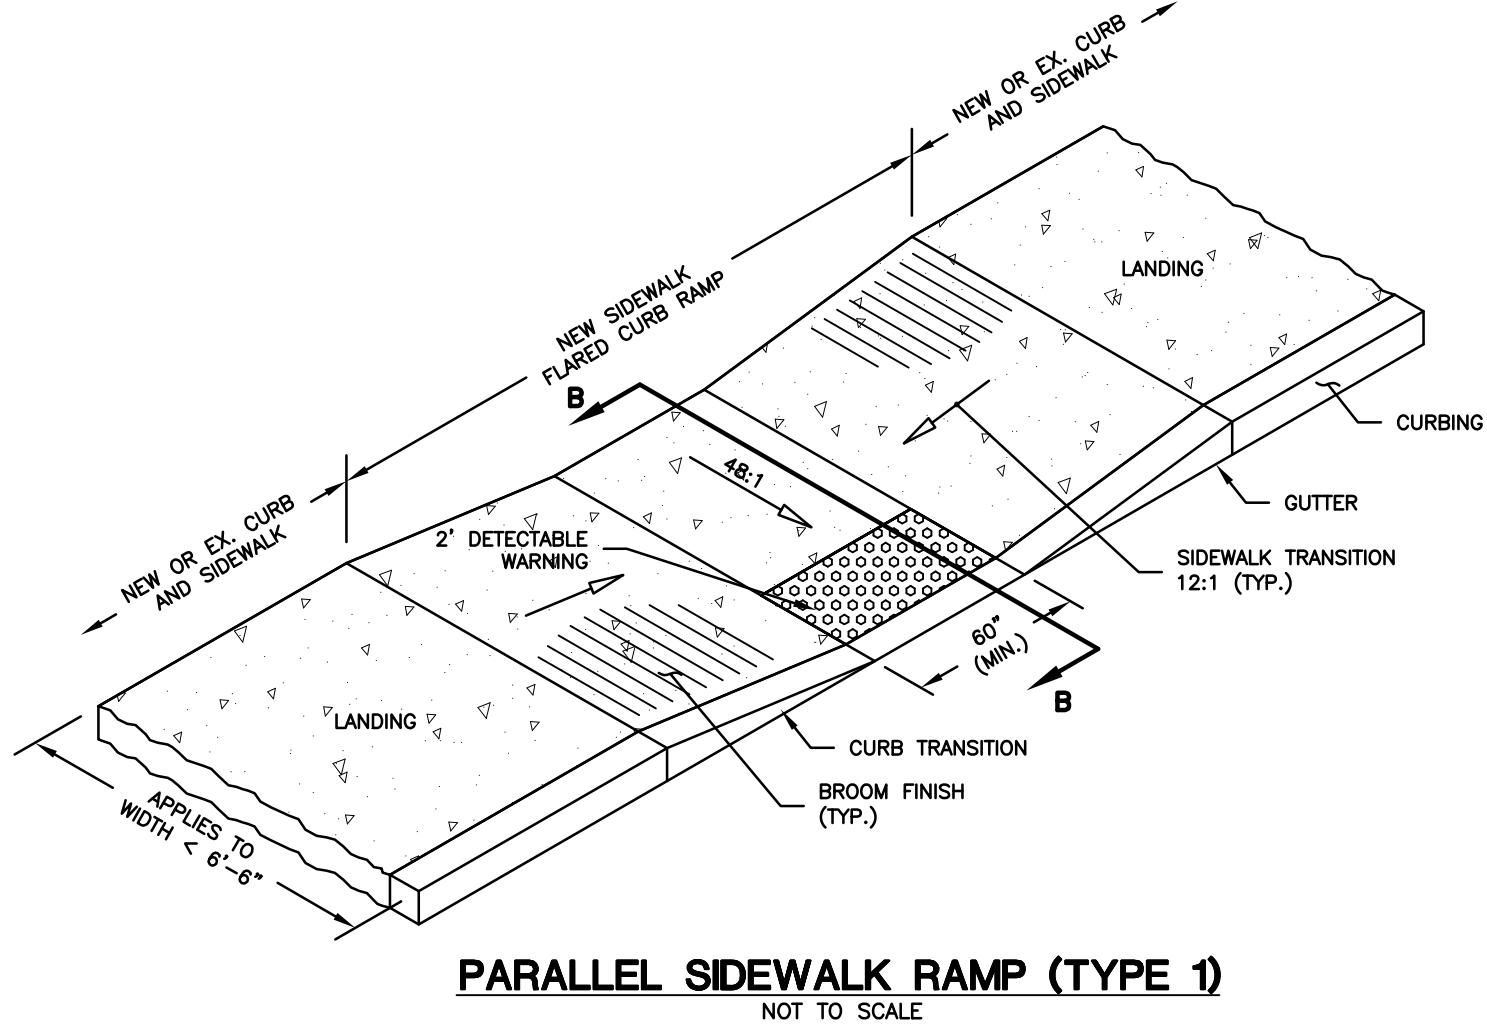 NEW OR EX. CURB
AND SIDEWALK
LANDING
NEW SIDEWALK
FLARED CURB RAMP
B
CURBING
48:1
GUTTER
NEW OR EX. CURB
AND SIDEWALK
2' DETECTABLE
WARNING
SIDEWALK TRANSITION
12:1 (TYP.)
60"
(MIN.)
B
LANDING
CURB TRANSITION
BROOM FINISH
(TYP.)
APPLIES TO
WIDTH < 6'-6"
PARALLEL SIDEWALK RAMP (TYPE 1)
NOT TO SCALE